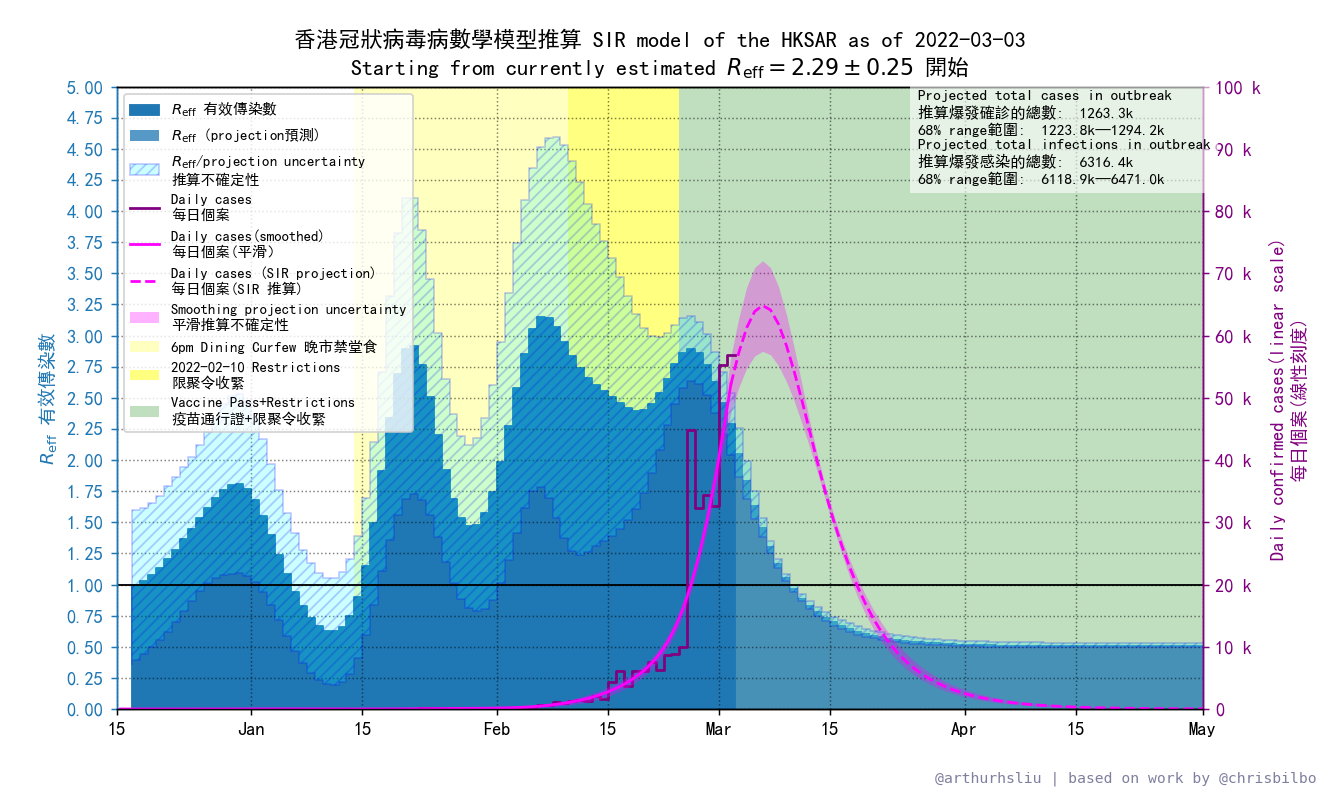 香港冠狀病毒病數學模型推算 SIR model of the HKSAR as of 2022-03-03
Starting from currently estimated Reff = 2.29 ± 0.25 開始
Reff 有效傳染數
5.00
4.75
4.50
4.25
4.00
3.75
3.50
3.25
3.00
2.75
2.50
2.25
2.00
1.75
1.50
1.25
1.00
0.75
0.50
0.25
0.00
Reff 有效傳染數
Reff (projection預測)
Reff/projection uncertainty
推算不確定性
Daily cases
每日個案
Daily cases(smoothed)
每日個案(平滑)
Daily cases (SIR projection)
每日個案(SIR 推算)
Smoothing projection uncertainty
平滑推算不確定性
6pm Dining Curfew 晚市禁堂食
2022-02-10 Restrictions
限聚令收緊
Vaccine Pass+Restrictions
疫苗通行證+限聚令收緊
Projected total cases in outbreak
推算爆發確診的總數: 1263.3k
68% range範圍: 1223.8k—1294.2k
Projected total infections in outbreak
推算爆發感染的總數: 6316.4k
68% range範圍: 6118.9k—6471.0k
100 k
90 k
80 k
70 k
60 k
50 k
40 k
30 k
20 k
10 k
0
Daily confirmed cases(linear scale)
每日個案(線性刻度)
15 Jan 15 Feb 15 Mar 15 Apr 15 May
@arthurhsliu | based on work by @chrisbilbo